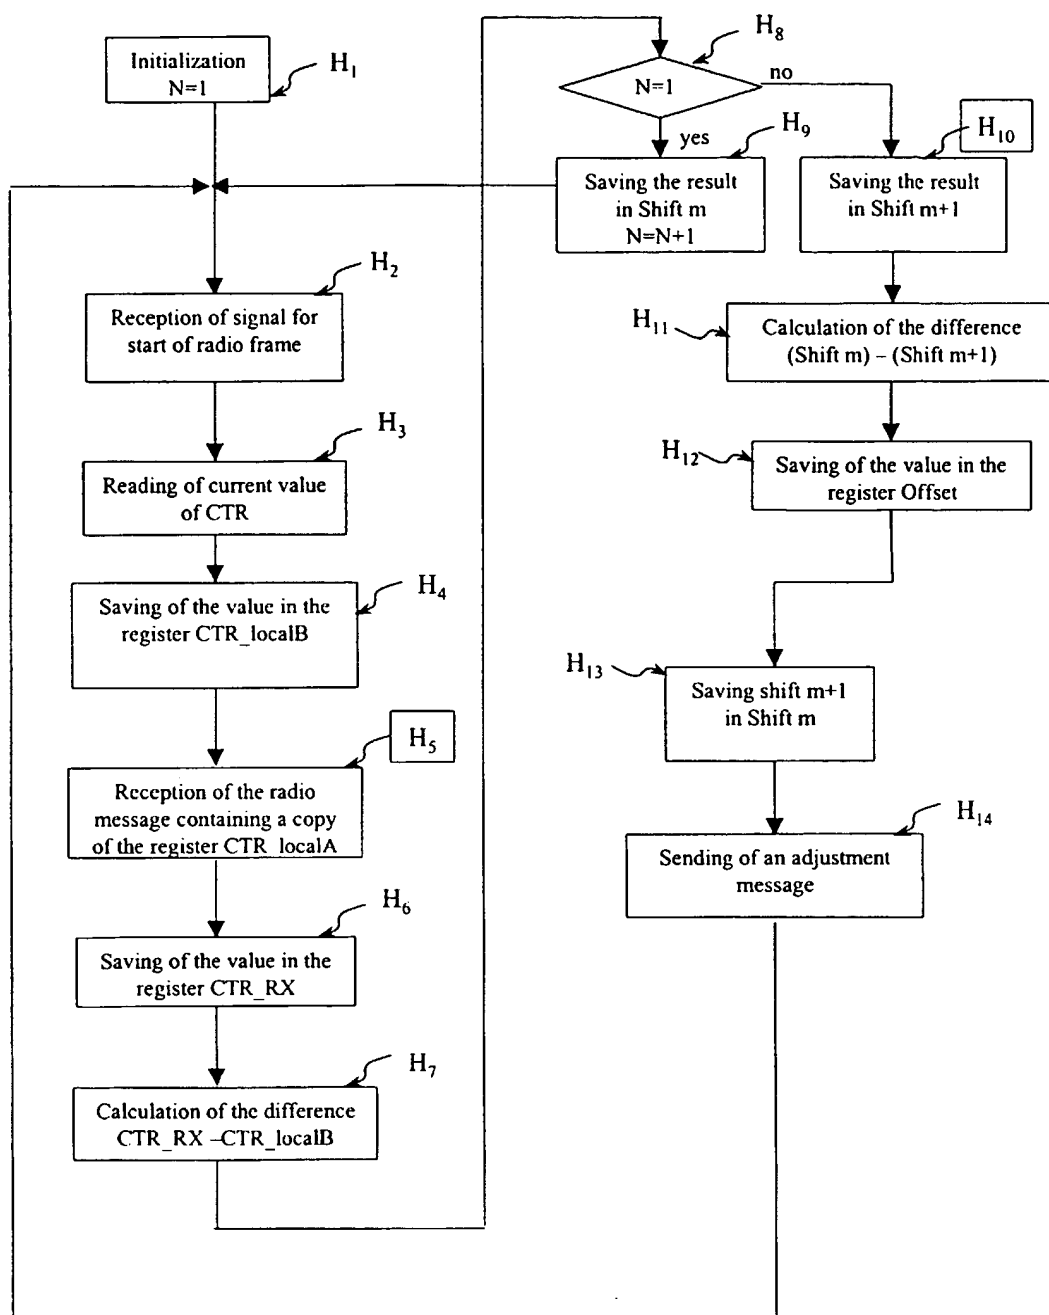 Initialization
N=1
H1
Reception of signal for
start of radio frame
H2
Reading of current value
of CTR
H3
Saving of the value in the
register CTR_localB
H4
Reception of the radio
message containing a copy
of the register CTR_localA
H5
Saving of the value in the
register CTR_RX
H6
Calculation of the difference
CTR_RX –CTR_localB
H7
N=1
H8
no
yes
Saving the result
in Shift m
N=N+1
H9
Saving the result
in Shift m+1
H10
Calculation of the difference
(Shift m) – (Shift m+1)
H11
Saving of the value in the
register Offset
H12
Saving shift m+1
in Shift m
H13
Sending of an adjustment
message
H14